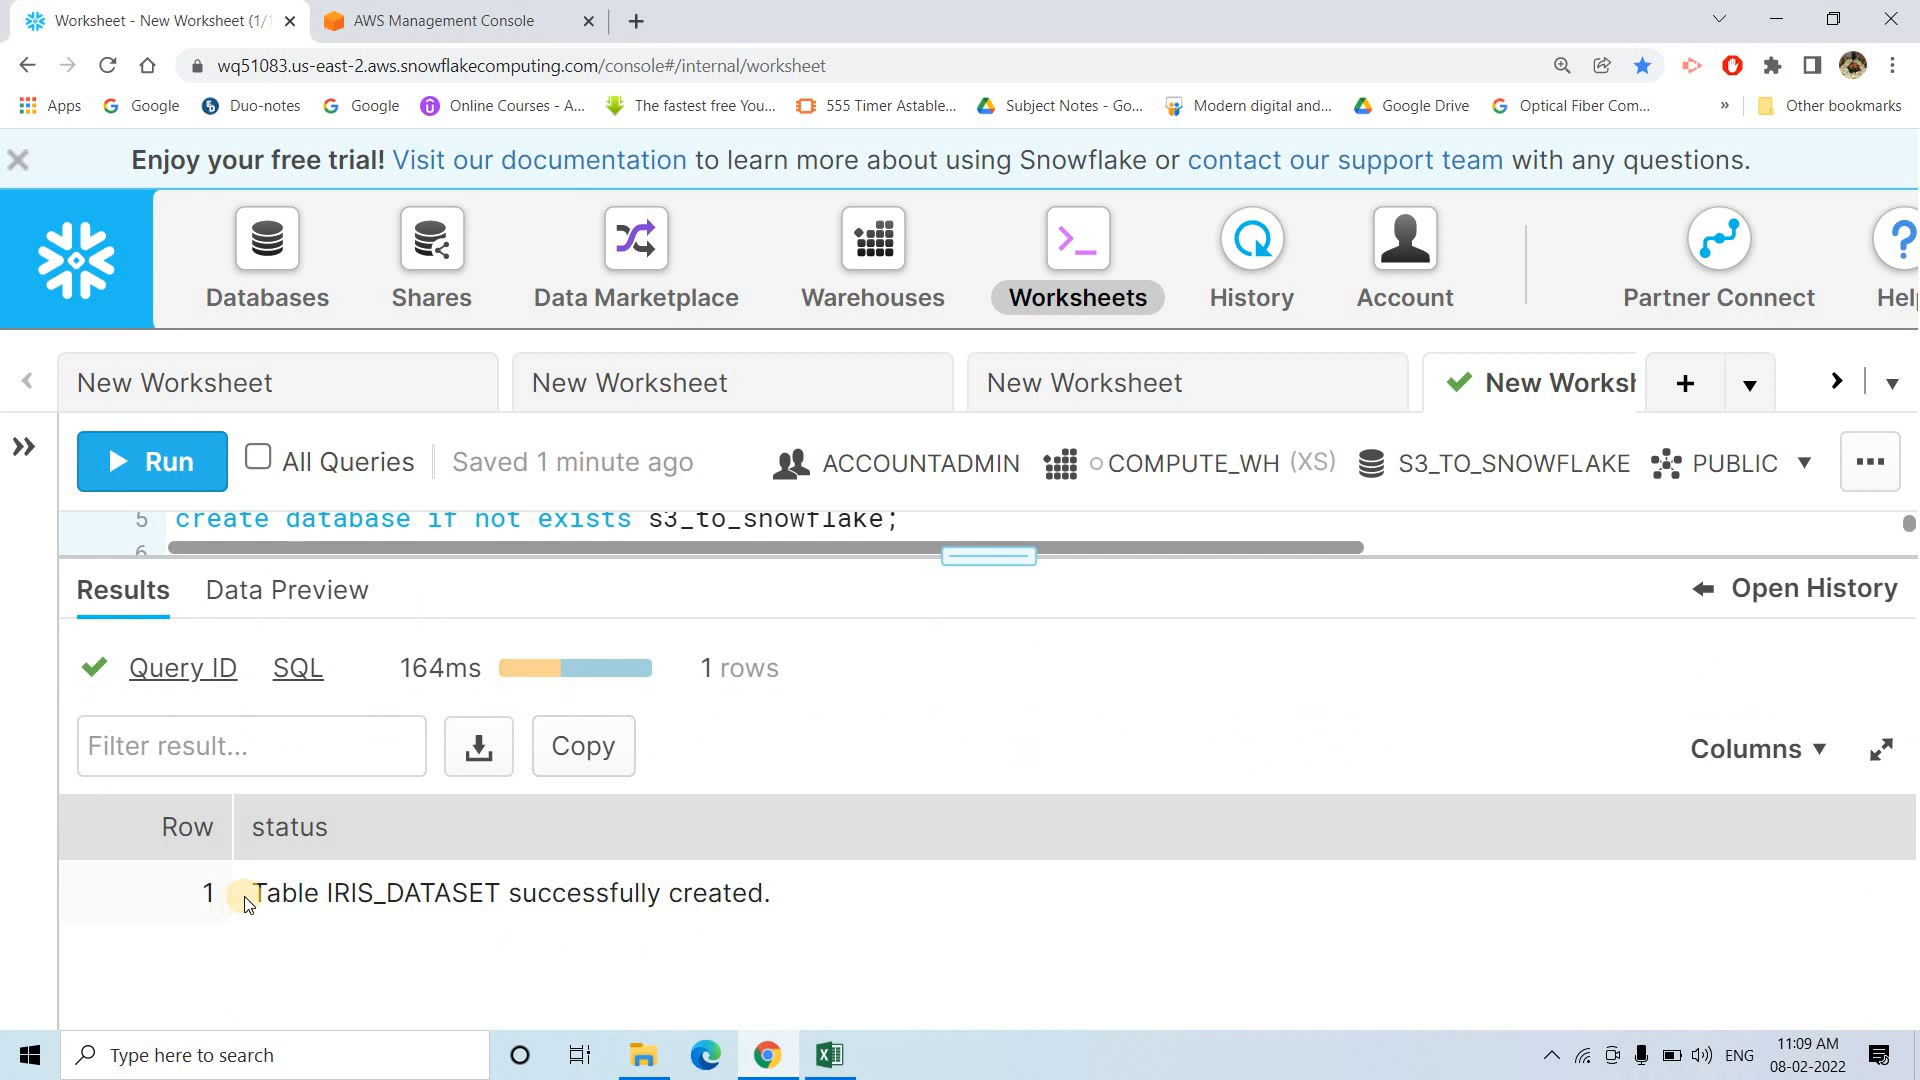 Worksheet - New Worksheet (1/1
AWS Management Console
wq51083.us-east-2.aws.snowflakecomputing.com/console#/internal/worksheet
Apps
Google
Duo-notes
Google
Online Courses - A...
The fastest free You...
555 Timer Astable...
Subject Notes - Go...
Modern digital and...
Google Drive
Optical Fiber Com...
»
Other bookmarks
Enjoy your free trial! Visit our documentation to learn more about using Snowflake or contact our support team with any questions.
Databases
Shares
Data Marketplace
Warehouses
Worksheets
History
Account
Partner Connect
Help
New Worksheet
New Worksheet
New Worksheet
New Worksh
Run
All Queries
Saved 1 minute ago
ACCOUNTADMIN
COMPUTE_WH (XS)
S3_TO_SNOWFLAKE
PUBLIC
5 create database if not exists s3_to_snowflake;
6
Results
Data Preview
Open History
Query ID
SQL
164ms
1 rows
Filter result...
Copy
Columns
Row
status
1
Table IRIS_DATASET successfully created.
Type here to search
ENG
11:09 AM
08-02-2022